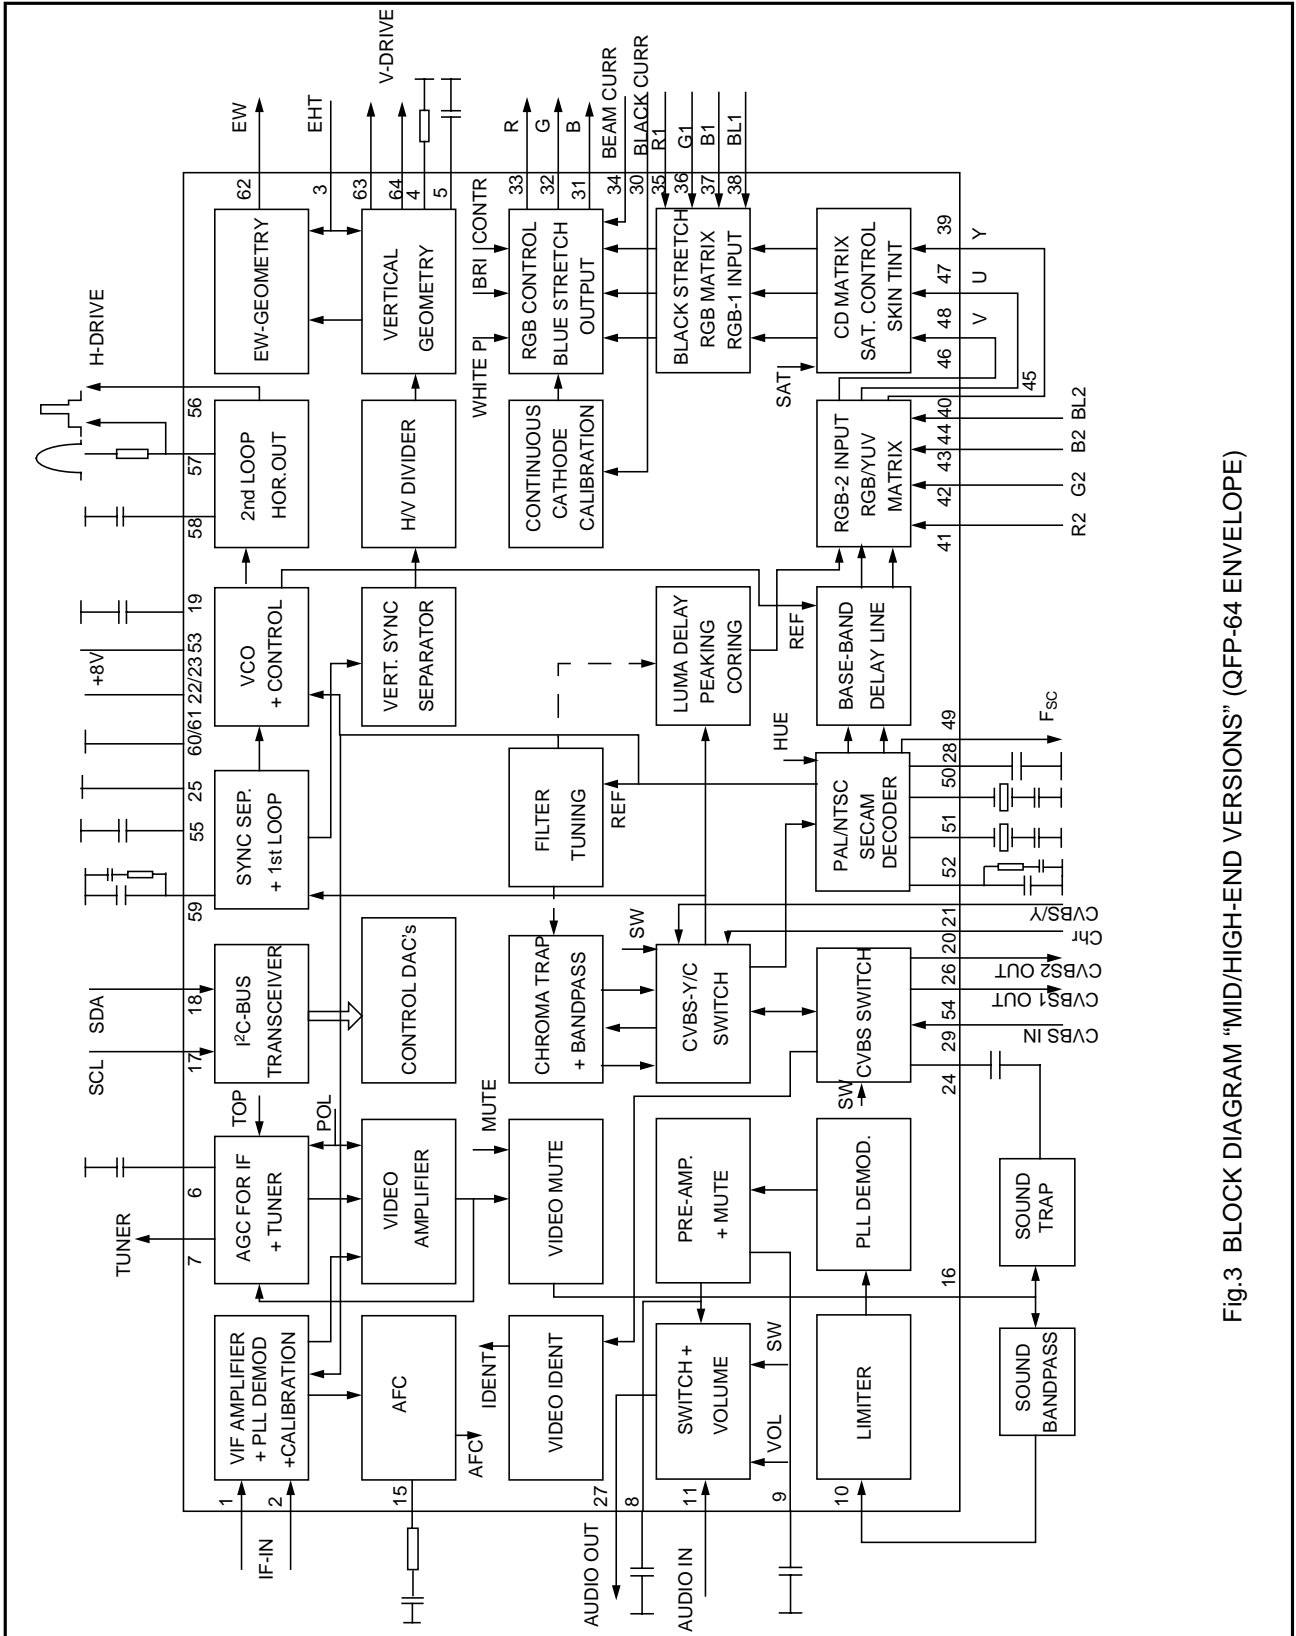 Fig.3 BLOCK DIAGRAM “MID/HIGH-END VERSIONS” (QFP-64 ENVELOPE)
TUNER
SCL
SDA
+8V
H-DRIVE
7
6
17
18
59
55
25
60/61
22/23
53
19
58
57
56
IF-IN
1
2
VIF AMPLIFIER
+ PLL DEMOD
+CALIBRATION
AGC FOR IF
+ TUNER
TOP
I²C-BUS
TRANSCEIVER
SYNC SEP.
+ 1st LOOP
VCO
+ CONTROL
2nd LOOP
HOR.OUT
EW-GEOMETRY
62
EW
3
EHT
POL
15
AFC
AFC
VIDEO
AMPLIFIER
CONTROL DAC's
VERT. SYNC
SEPARATOR
H/V DIVIDER
VERTICAL
GEOMETRY
63
64
4
5
V-DRIVE
IDENT
MUTE
WHITE P
BRI
CONTR
VIDEO IDENT
VIDEO MUTE
CHROMA TRAP
+ BANDPASS
FILTER
TUNING
REF
CONTINUOUS
CATHODE
CALIBRATION
RGB CONTROL
BLUE STRETCH
OUTPUT
33
32
31
34
30
R
G
B
BEAM CURR
BLACK CURR
AUDIO OUT
27
8
AUDIO IN
11
9
SWITCH +
VOLUME
VOL
SW
PRE-AMP.
+ MUTE
SW
CVBS-Y/C
SWITCH
LUMA DELAY
PEAKING
CORING
BLACK STRETCH
RGB MATRIX
RGB-1 INPUT
35
36
37
38
R1
G1
B1
BL1
HUE
REF
SAT
10
LIMITER
PLL DEMOD.
SW
CVBS SWITCH
PAL/NTSC
SECAM
DECODER
BASE-BAND
DELAY LINE
RGB-2 INPUT
RGB/YUV
MATRIX
CD MATRIX
SAT. CONTROL
SKIN TINT
16
24
29
54
26
20
21
52
51
50
28
49
41
42
43
44
40
45
46
48
47
39
V
U
Y
CVBS IN
CVBS1 OUT
CVBS2 OUT
Chr
CVBS/Y
FSC
R2
G2
B2
BL2
SOUND
BANDPASS
SOUND
TRAP